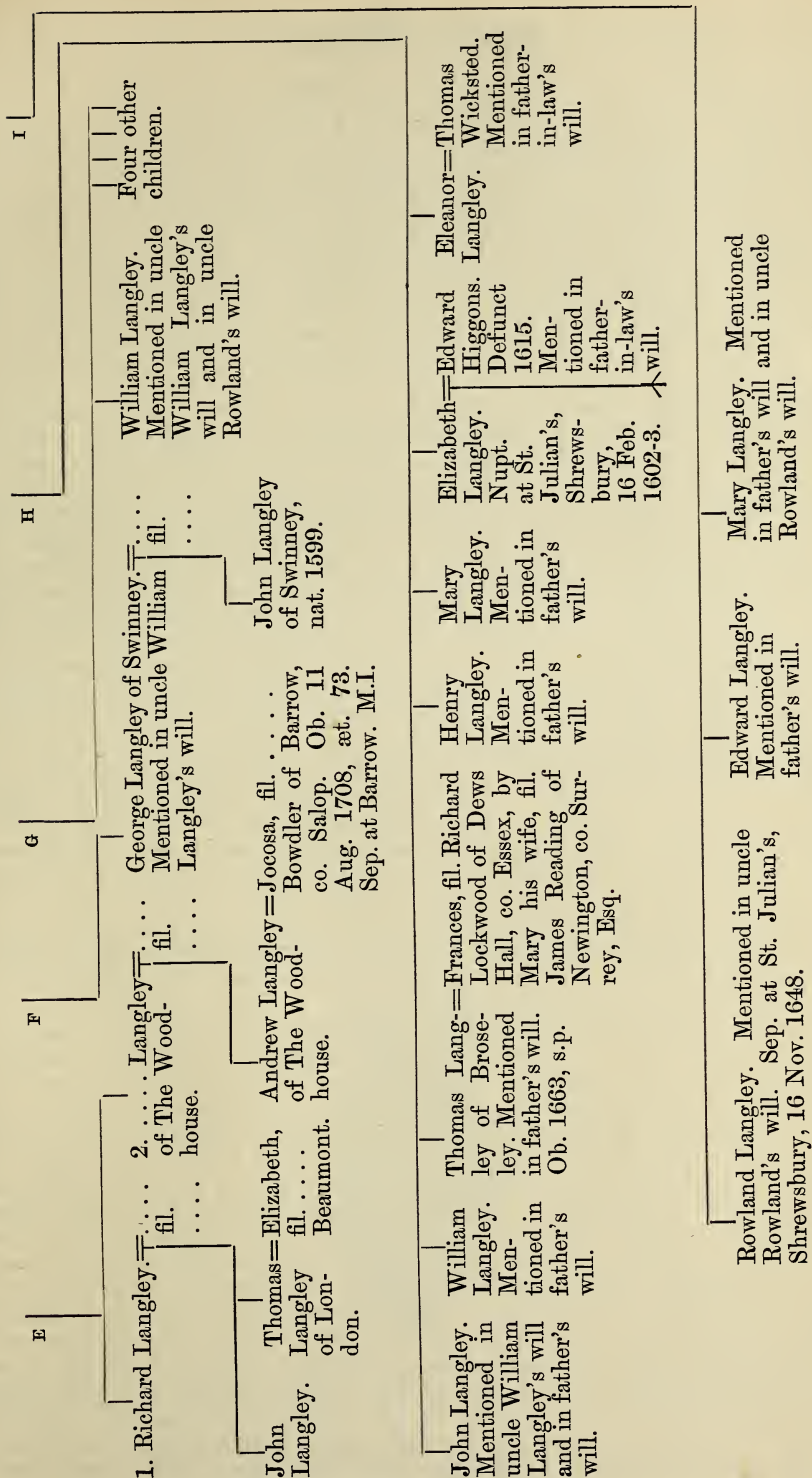 E
F
G
H
I
1. Richard Langley.=. . . .
fil.
. . . .
2. . . . . Langley=. . . .
of The Wood- fil.
house. . . . .
George Langley of Swinney.=. . . .
Mentioned in uncle William fil.
Langley's will. . . . .
William Langley.
Mentioned in uncle
William Langley's
will and in uncle
Rowland's will.
Four other
children.
John
Langley.
Thomas=Elizabeth,
Langley fil. . . . .
of Lon- Beaumont.
don.
Andrew Langley=Jocosa, fil. . . . .
of The Wood- Bowdler of Barrow,
house. co. Salop. Ob. 11
Aug. 1708, æt. 73.
Sep. at Barrow. M.I.
John Langley
of Swinney,
nat. 1599.
John Langley.
Mentioned in
uncle William
Langley's will
and in father's
will.
William
Langley.
Men-
tioned in
father's
will.
Thomas Lang-=Frances, fil. Richard
ley of Brose- Lockwood of Dews
ley. Mentioned Hall, co. Essex, by
in father's will. Mary his wife, fil.
Ob. 1663, s.p. James Reading of
Newington, co. Sur-
rey, Esq.
Henry
Langley.
Men-
tioned in
father's
will.
Mary
Langley.
Men-
tioned in
father's
will.
Elizabeth=Edward
Langley. Higgons.
Nupt. Defunct
at St. 1615.
Julian's, Men-
Shrews- tioned in
bury, father-
16 Feb. in-law's
1602-3. will.
Eleanor=Thomas
Langley. Wicksted.
Mentioned
in father-
in-law's
will.
Rowland Langley. Mentioned in uncle
Rowland's will. Sep. at St. Julian's,
Shrewsbury, 16 Nov. 1648.
Edward Langley.
Mentioned in
father's will.
Mary Langley. Mentioned
in father's will and in uncle
Rowland's will.